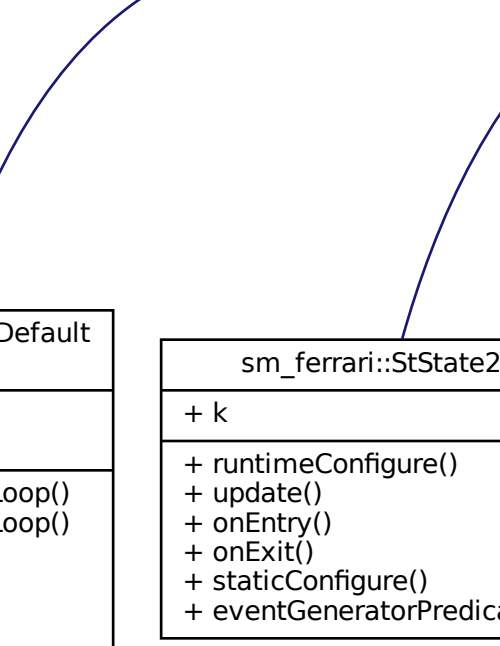 Default
Loop()
Loop()
sm_ferrari::StState2
+ k
+ runtimeConfigure()
+ update()
+ onEntry()
+ onExit()
+ staticConfigure()
+ eventGeneratorPredica